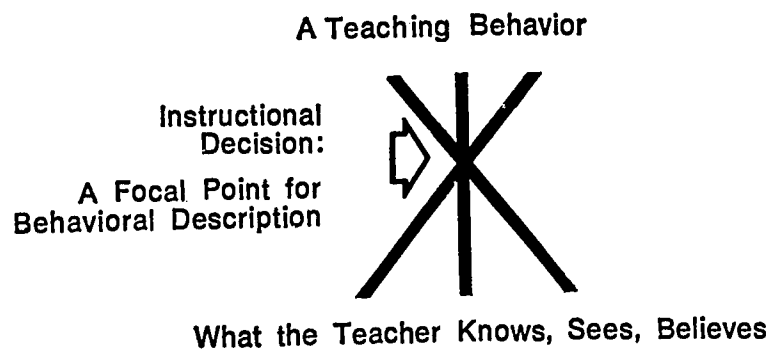 A Teaching Behavior
Instructional
Decision:
A Focal Point for
Behavioral Description
What the Teacher Knows, Sees, Believes